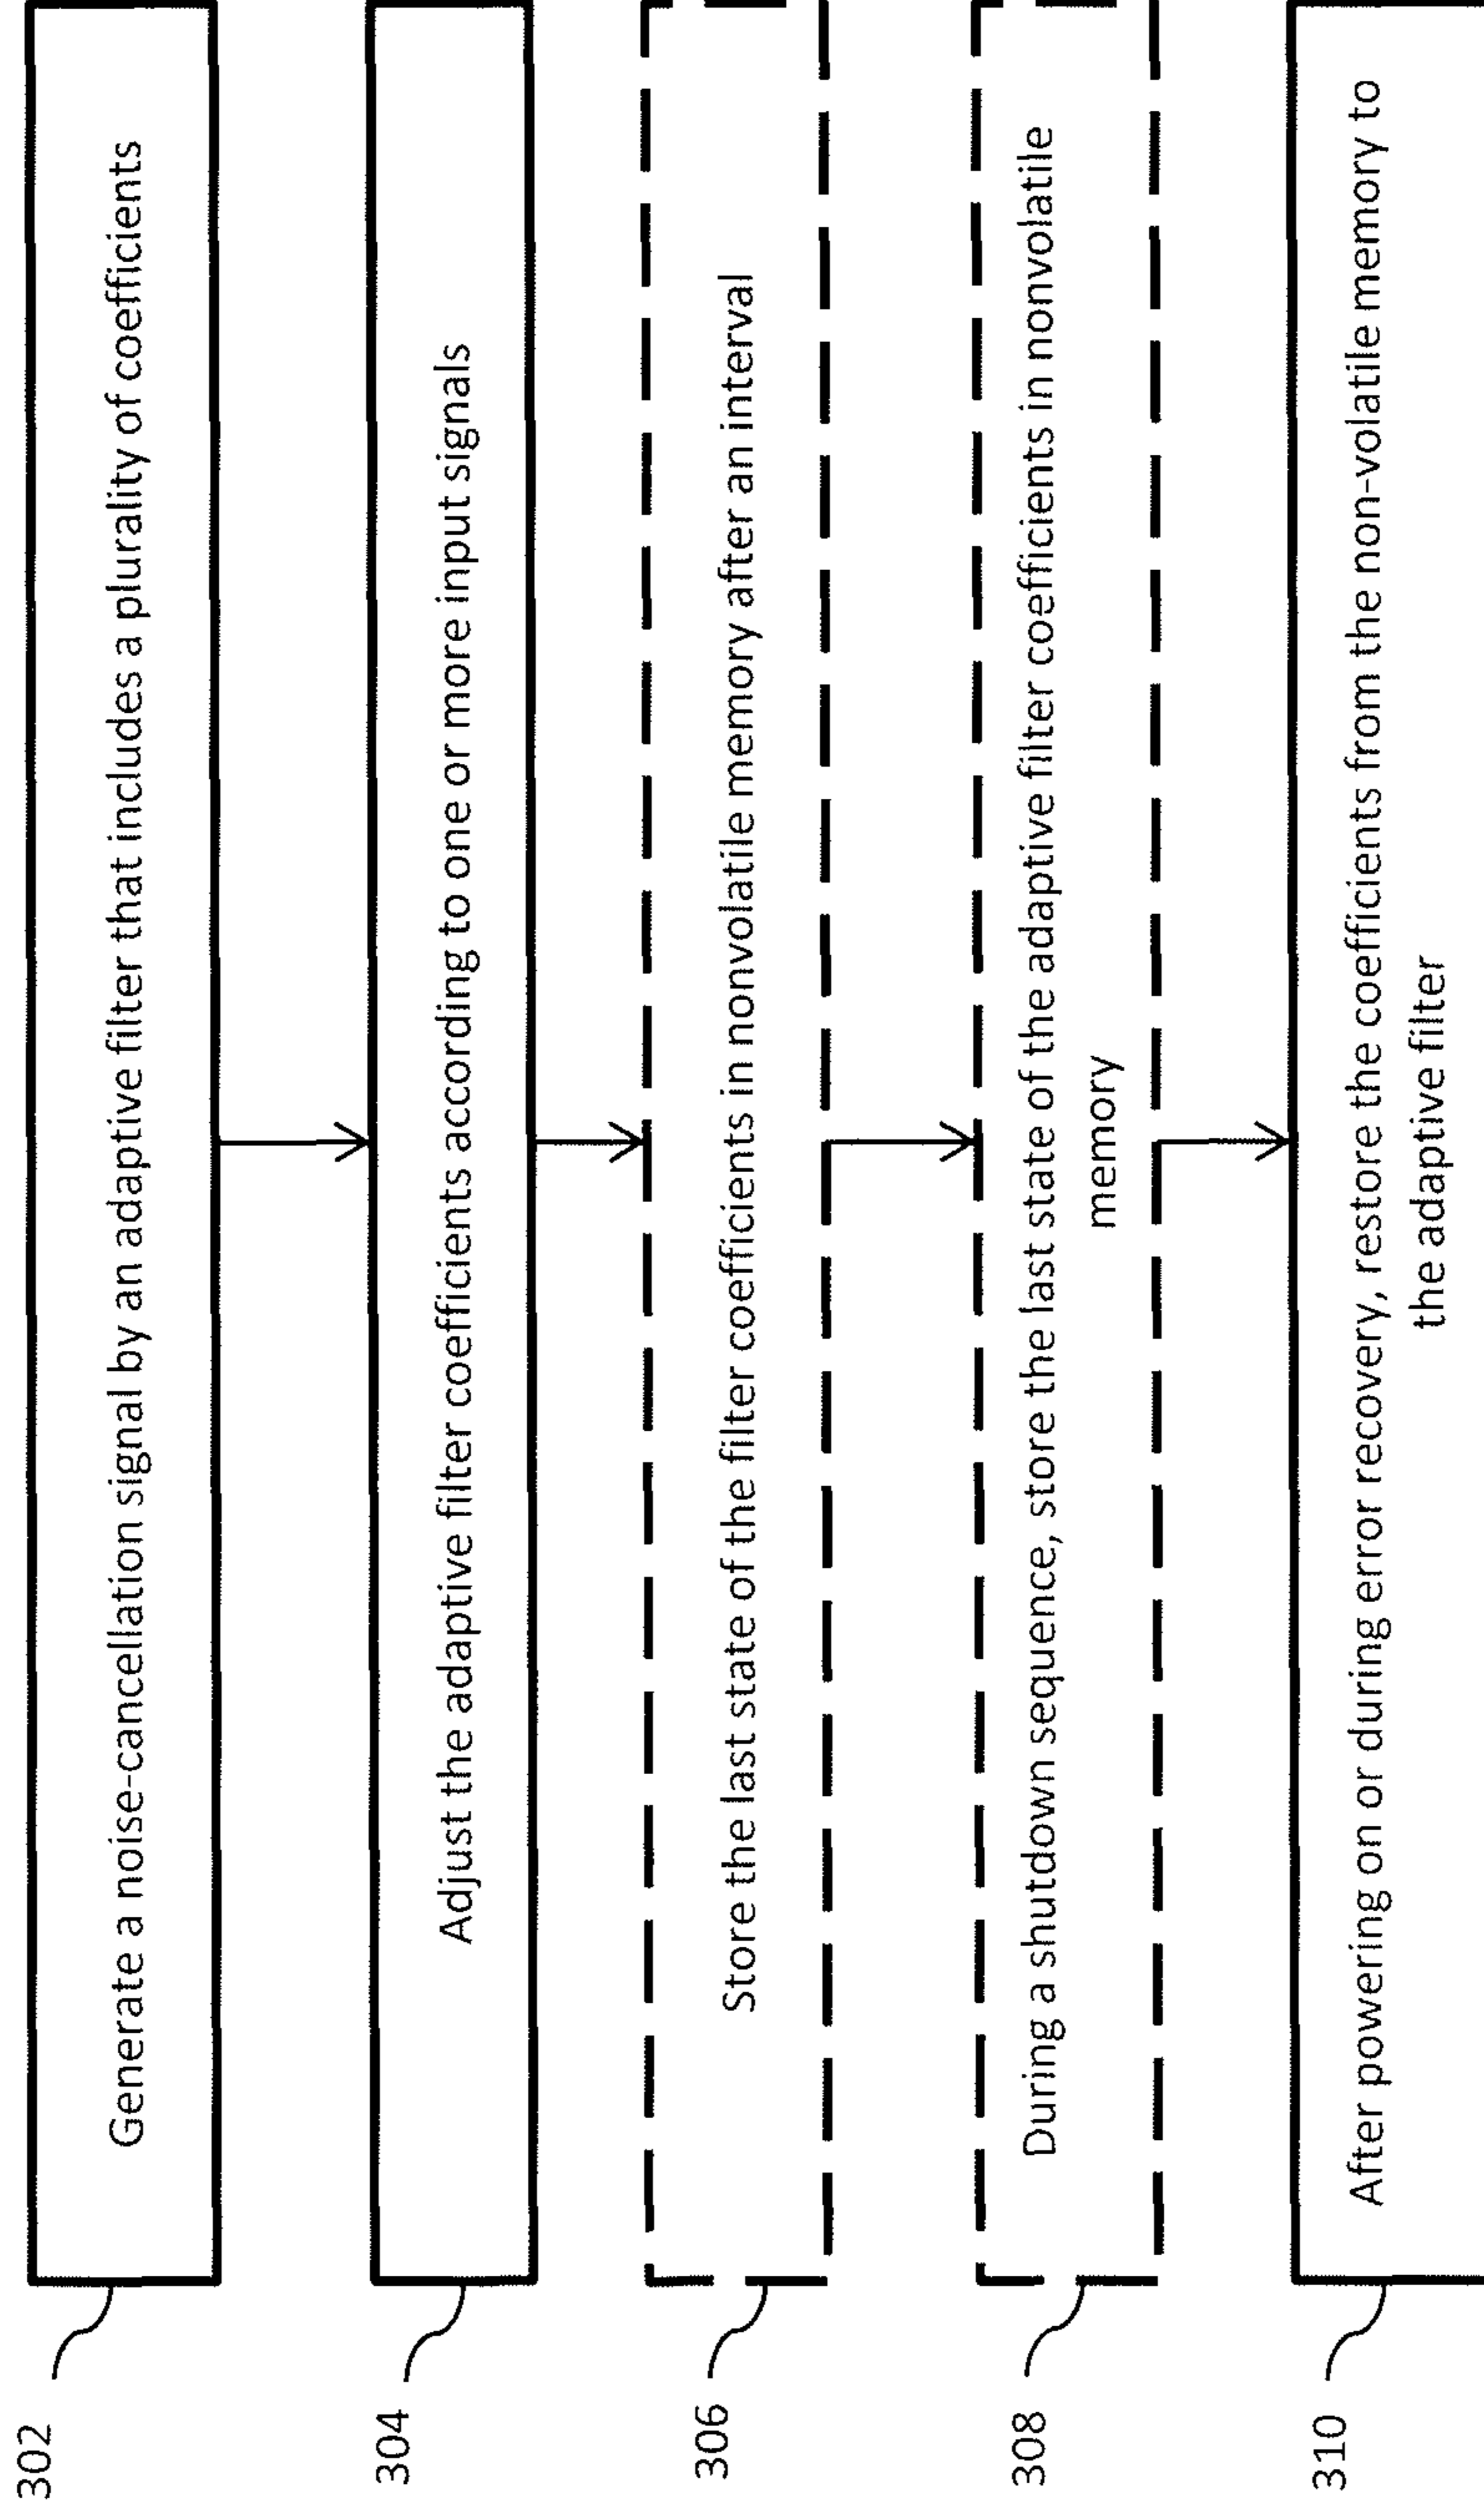 302
Generate a noise-cancellation signal by an adaptive filter that includes a plurality of coefficients
304
Adjust the adaptive filter coefficients according to one or more input signals
306
Store the last state of the filter coefficients in nonvolatile memory after an interval
308
During a shutdown sequence, store the last state of the adaptive filter coefficients in nonvolatile
memory
310
After powering on or during error recovery, restore the coefficients from the non-volatile memory to
the adaptive filter